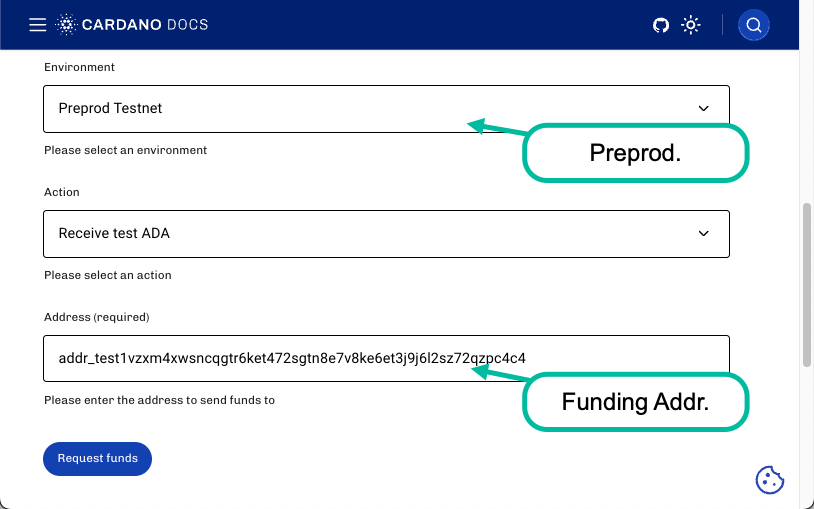 CARDANO DOCS
Environment
Preprod Testnet
Preprod.
Please select an environment
Action
Receive test ADA
Please select an action
Address (required)
addr_test1vzxm4xwsncqgtr6ket472sgtn8e7v8ke6et3j9j6l2sz72qzpc4c4
Funding Addr.
Please enter the address to send funds to
Request funds